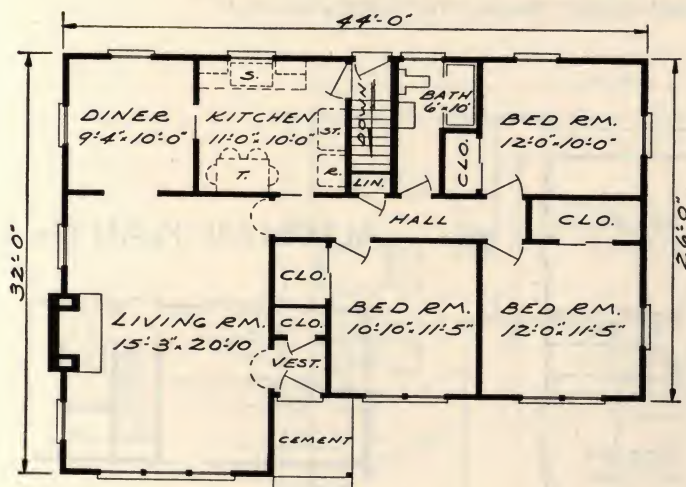 44'-0"
32'-0"
26'-0"
DINER
9'-4"x10'-0"
S.
KITCHEN
11'-0"x10'-0"
T.
ST.
R.
DOWN
LIN.
BATH
6'x10'
CLO.
BED RM.
12'-0"x10'-0"
HALL
CLO.
LIVING RM.
15'-3"x20'-10
CLO.
CLO.
VEST.
CEMENT
BED RM.
10'-10"x11'-5"
BED RM.
12'-0"x11'-5"